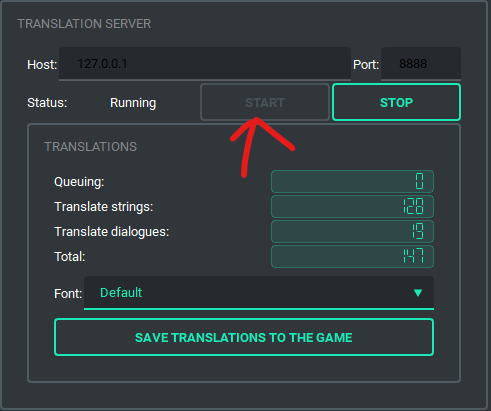 TRANSLATION SERVER
Host: 127.0.0.1 Port: 8888
Status: Running START STOP
TRANSLATIONS
Queuing: 0
Translate strings: 128
Translate dialogues: 19
Total: 147
Font: Default
SAVE TRANSLATIONS TO THE GAME